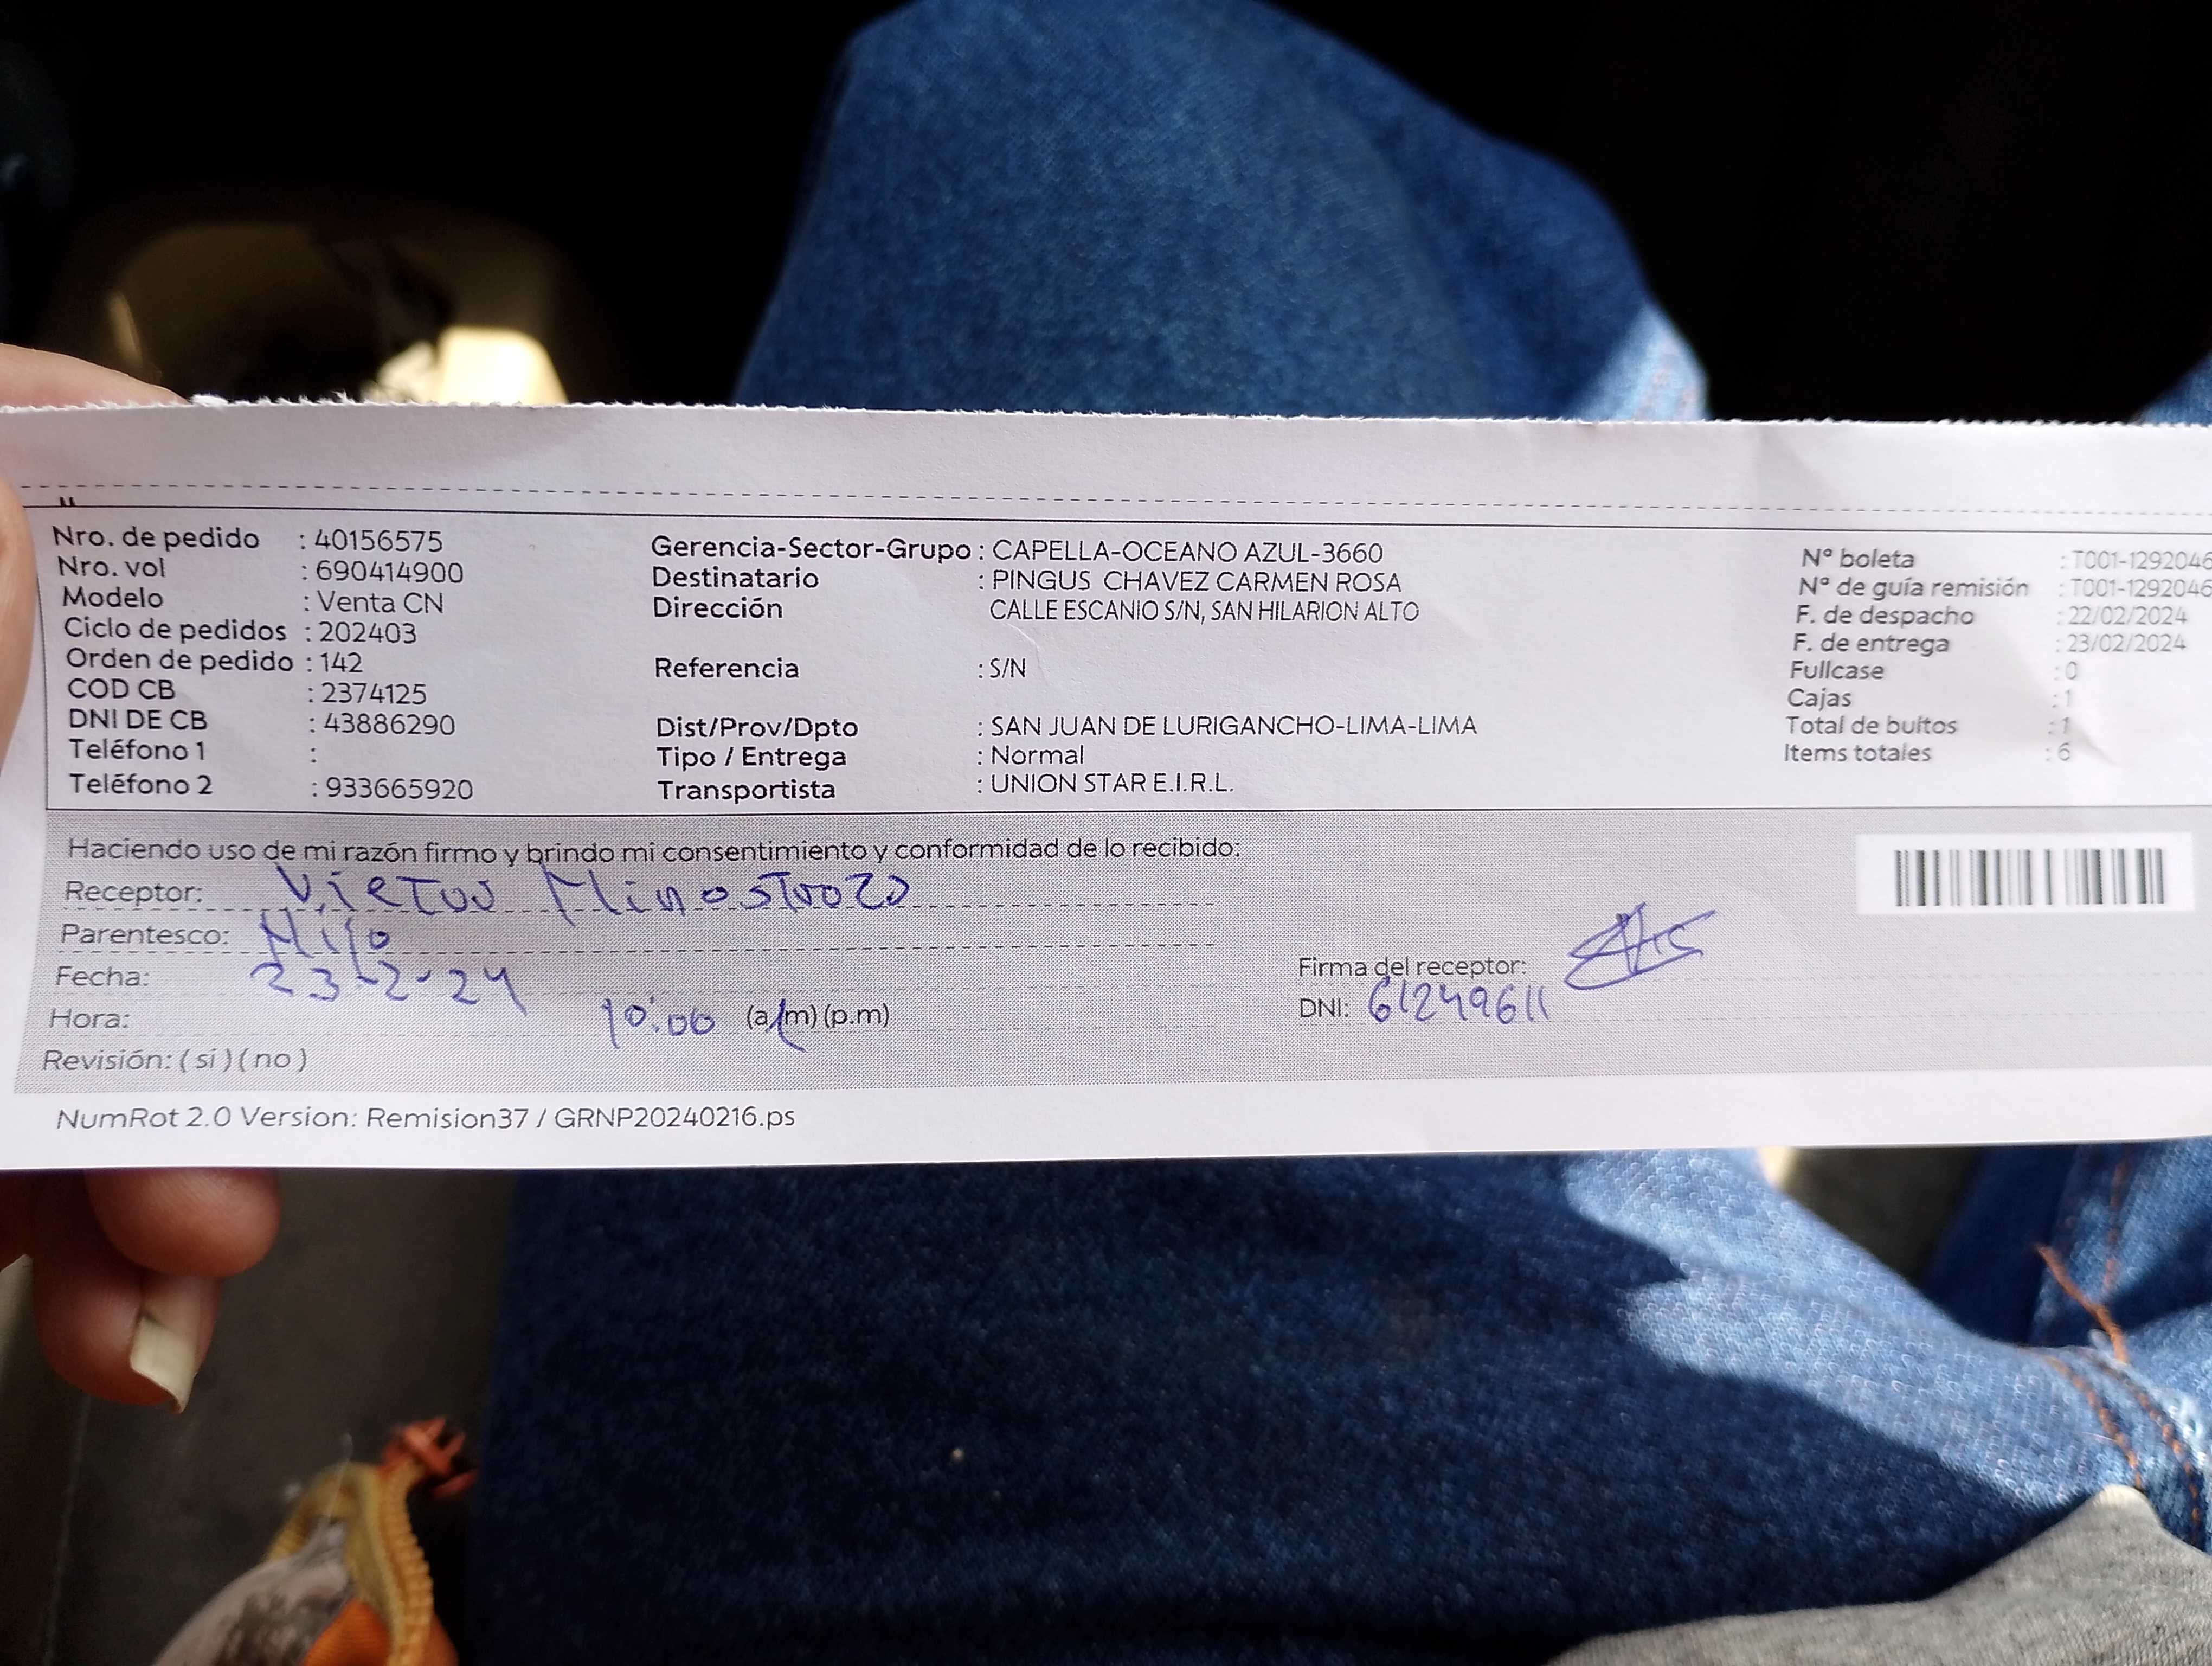 Nro. de pedido : 40156575
Nro. vol : 690414900
Modelo : Venta CN
Ciclo de pedidos : 202403
Orden de pedido : 142
COD CB : 2374125
DNI DE CB : 43886290
Teléfono 1 :
Teléfono 2 : 933665920
Gerencia-Sector-Grupo : CAPELLA-OCEANO AZUL-3660
Destinatario : PINGUS CHAVEZ CARMEN ROSA
Dirección CALLE ESCANIO S/N, SAN HILARION ALTO
Referencia : S/N
Dist/Prov/Dpto : SAN JUAN DE LURIGANCHO-LIMA-LIMA
Tipo / Entrega : Normal
Transportista : UNION STAR E.I.R.L.
N° boleta : T001-1292046
N° de guía remisión : T001-1292046
F. de despacho : 22/02/2024
F. de entrega : 23/02/2024
Fullcase : 0
Cajas : 1
Total de bultos : 1
Items totales : 6
Haciendo uso de mi razón firmo y brindo mi consentimiento y conformidad de lo recibido:
Receptor:
Parentesco: Hijo
Fecha: 23-2-24
Hora: 10:00 (a.m) (p.m)
Revisión: ( si ) ( no )
Firma del receptor:
DNI: 61249611
NumRot 2.0 Version: Remision37 / GRNP20240216.ps